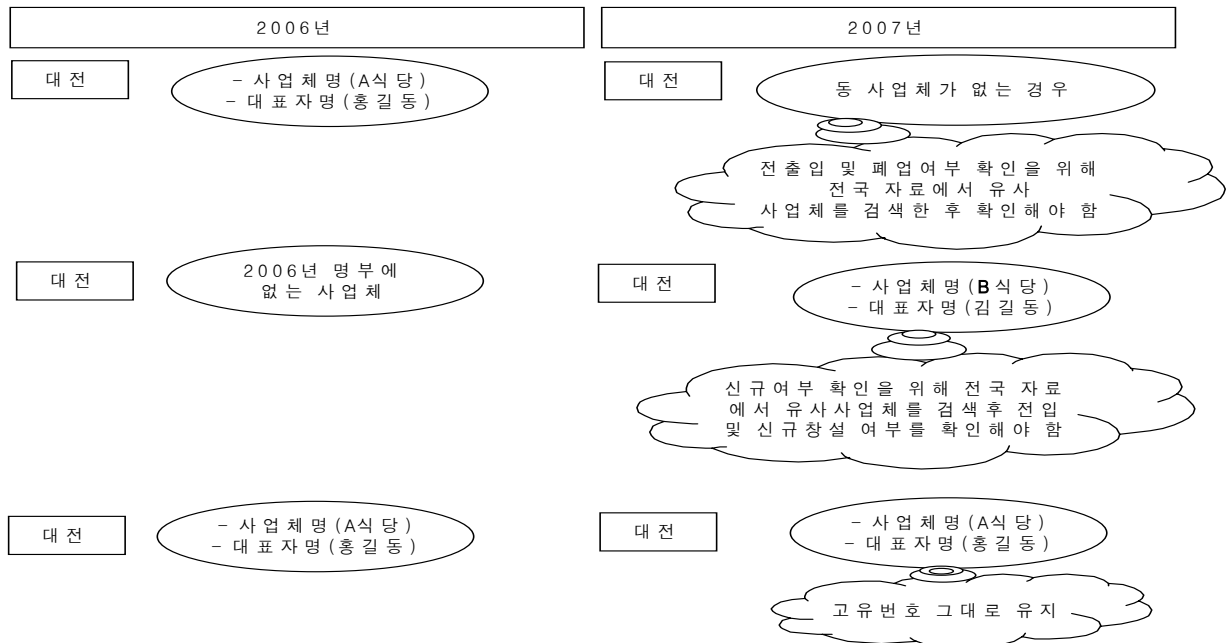 2006년
2007년
대전
- 사업체명(A식당)
- 대표자명(홍길동)
대전
동 사업체가 없는 경우
전출입 및 폐업여부 확인을 위해
전국 자료에서 유사
사업체를 검색한 후 확인해야 함
대전
2006년 명부에
없는 사업체
대전
- 사업체명(B식당)
- 대표자명(김길동)
신규여부 확인을 위해 전국 자료
에서 유사사업체를 검색후 전입
및 신규창설 여부를 확인해야 함
대전
- 사업체명(A식당)
- 대표자명(홍길동)
대전
- 사업체명(A식당)
- 대표자명(홍길동)
고유번호 그대로 유지